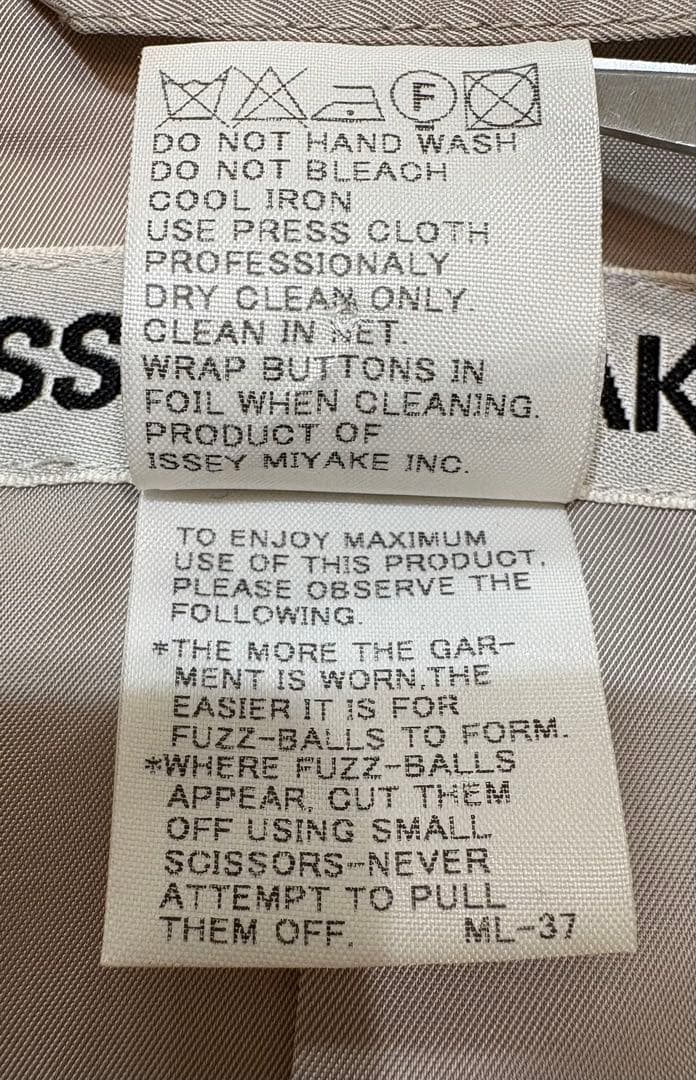 F
DO NOT HAND WASH
DO NOT BLEACH
COOL IRON
USE PRESS CLOTH
PROFESSIONALY
DRY CLEAN ONLY.
CLEAN IN NET.
WRAP BUTTONS IN
FOIL WHEN CLEANING.
PRODUCT OF
ISSEY MIYAKE INC.
SS AK
TO ENJOY MAXIMUM
USE OF THIS PRODUCT,
PLEASE OBSERVE THE
FOLLOWING.
*THE MORE THE GAR-
MENT IS WORN,THE
EASIER IT IS FOR
FUZZ-BALLS TO FORM.
*WHERE FUZZ-BALLS
APPEAR, CUT THEM
OFF USING SMALL
SCISSORS-NEVER
ATTEMPT TO PULL
THEM OFF. ML-37